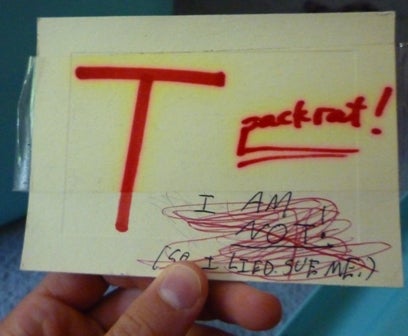 T
packrat!
I AM
NOT!
(SO I LIED. SUE ME.)